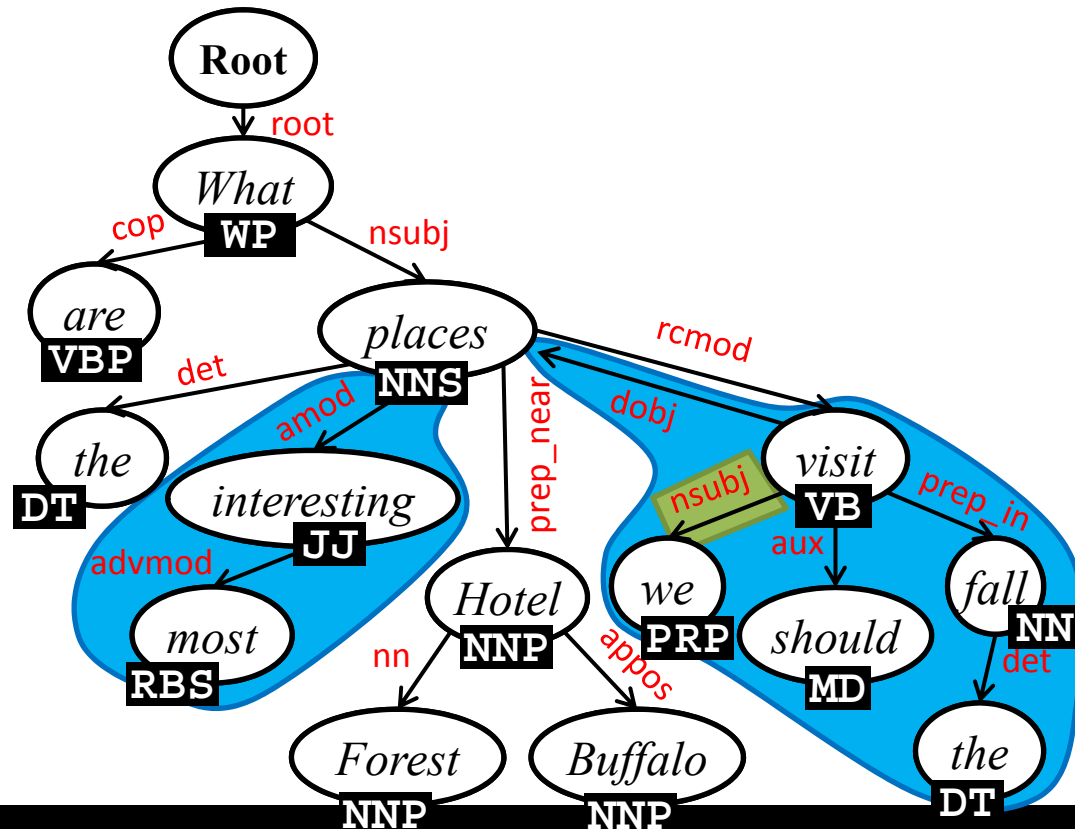 Root
root
What
WP
cop
nsubj
are
VBP
places
NNS
rcmod
det
amod
prep_near
dobj
the
DT
interesting
JJ
visit
VB
nsubj
aux
prep_in
advmod
most
RBS
Hotel
NNP
we
PRP
should
MD
fall
NN
det
nn
appos
Forest
NNP
Buffalo
NNP
the
DT